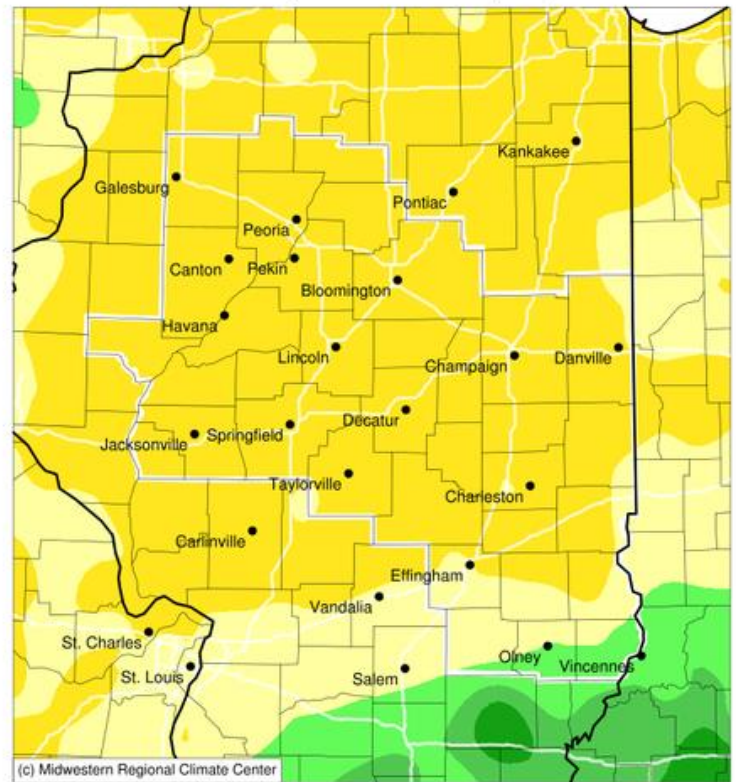 Kankakee
Galesburg
Pontiac
Peoria
Canton
Pekin
Bloomington
Havana
Lincoln
Champaign
Danville
Decatur
Jacksonville
Springfield
Taylorville
Charleston
Carlinville
Effingham
Vandalia
St. Charles
Olney
Vincennes
St. Louis
Salem
(c) Midwestern Regional Climate Center